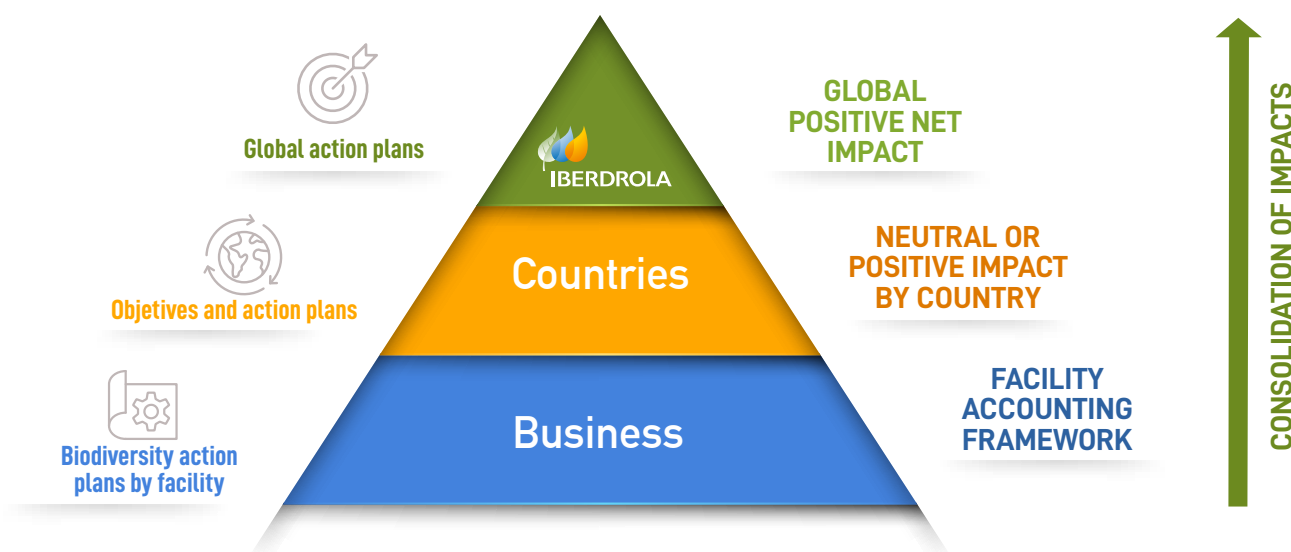 Global action plans
IBERDROLA
GLOBAL
POSITIVE NET
IMPACT
Objetives and action plans
Countries
NEUTRAL OR
POSITIVE IMPACT
BY COUNTRY
Biodiversity action
plans by facility
Business
FACILITY
ACCOUNTING
FRAMEWORK
CONSOLIDATION OF IMPACTS